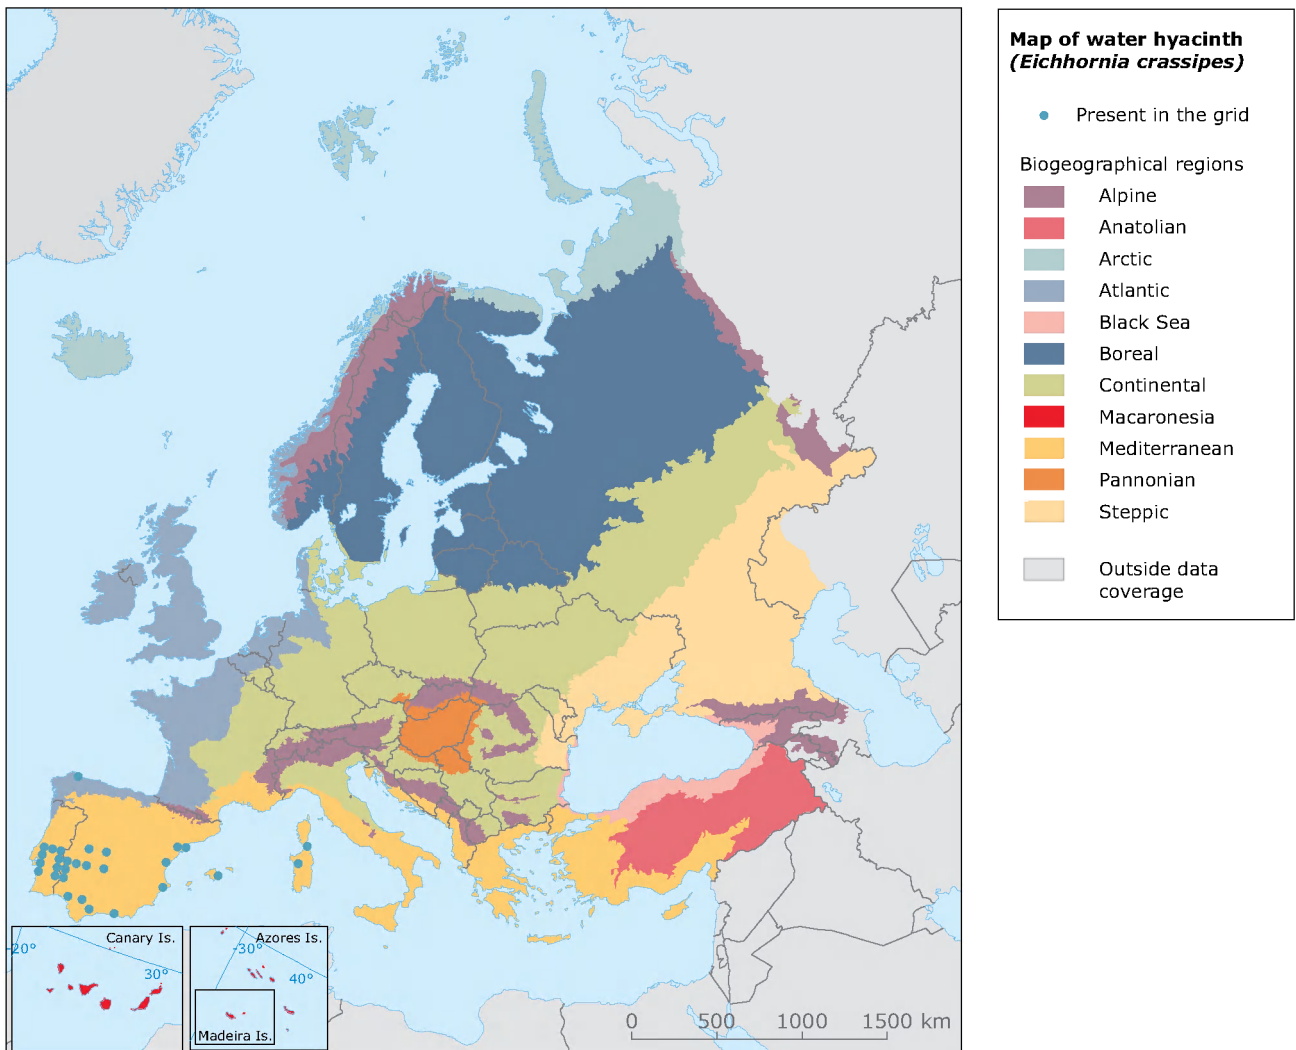 Map of water hyacinth
(Eichhornia crassipes)
Present in the grid
Biogeographical regions
Alpine
Anatolian
Arctic
Atlantic
Black Sea
Boreal
Continental
Macaronesia
Mediterranean
Pannonian
Steppic
Outside data
coverage
Canary Is.
-20°
30°
Azores Is.
-30°
40°
Madeira Is.
0 500 1000 1500 km